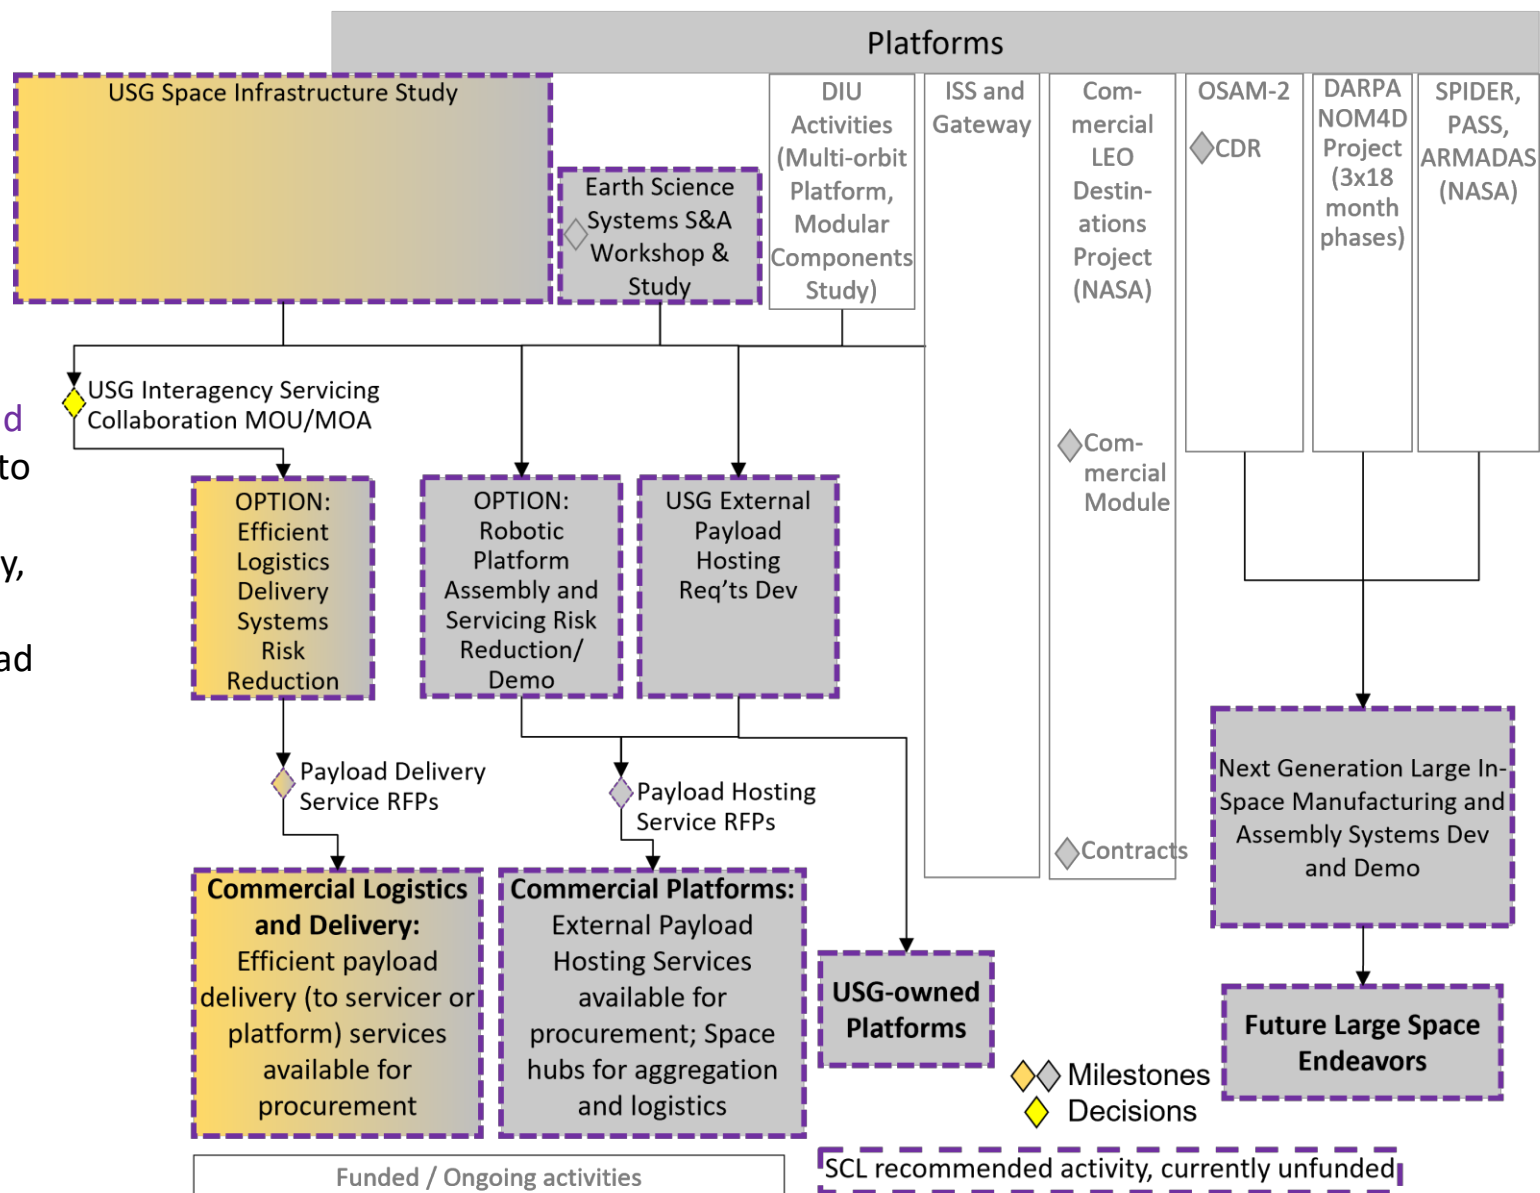 Platforms
USG Space Infrastructure Study
Earth Science
Systems S&A
Workshop &
Study
DIU
Activities
(Multi-orbit
Platform,
Modular
Components
Study)
ISS and
Gateway
Com-
mercial
LEO
Destin-
ations
Project
(NASA)
Com-
mercial
Module
Contracts
OSAM-2
CDR
DARPA
NOM4D
Project
(3x18
month
phases)
SPIDER,
PASS,
ARMADAS
(NASA)
d
to
y,
ad
USG Interagency Servicing
Collaboration MOU/MOA
OPTION:
Efficient
Logistics
Delivery
Systems
Risk
Reduction
OPTION:
Robotic
Platform
Assembly and
Servicing Risk
Reduction/
Demo
USG External
Payload
Hosting
Req'ts Dev
Payload Delivery
Service RFPs
Payload Hosting
Service RFPs
Next Generation Large In-
Space Manufacturing and
Assembly Systems Dev
and Demo
Commercial Logistics
and Delivery:
Efficient payload
delivery (to servicer or
platform) services
available for
procurement
Commercial Platforms:
External Payload
Hosting Services
available for
procurement; Space
hubs for aggregation
and logistics
USG-owned
Platforms
Future Large Space
Endeavors
Milestones
Decisions
Funded / Ongoing activities
SCL recommended activity, currently unfunded